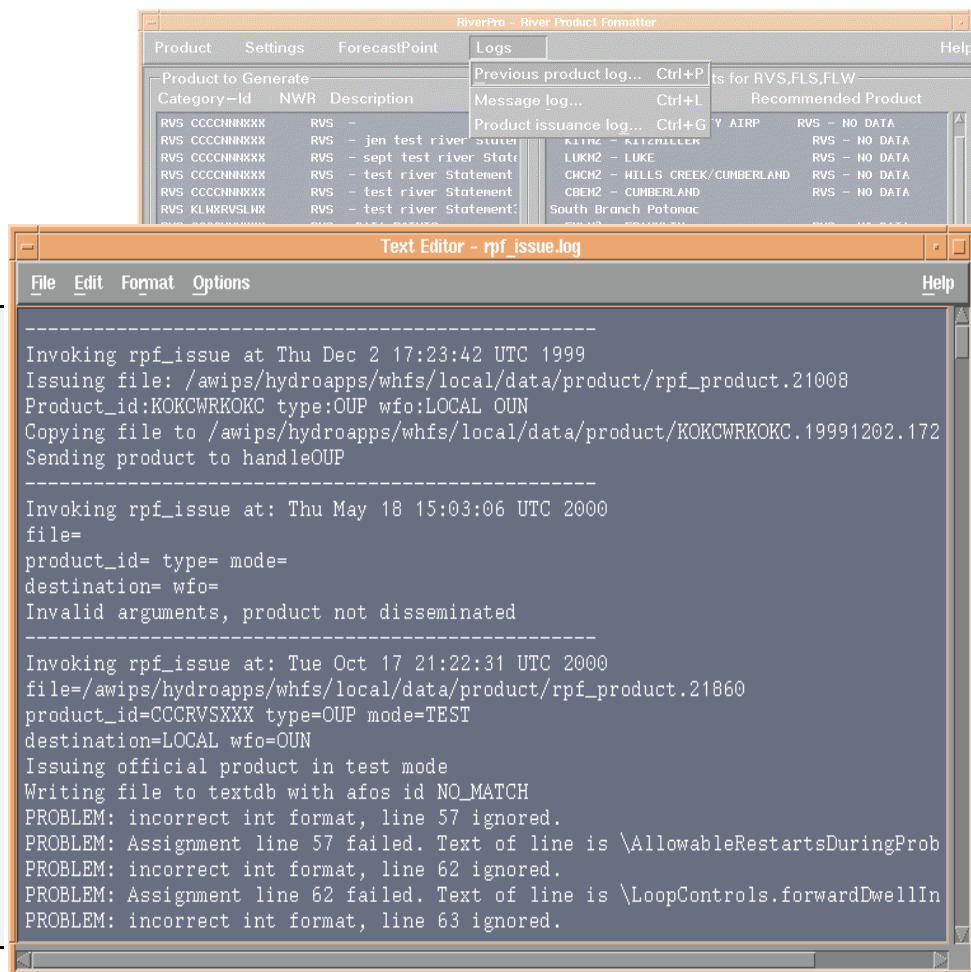 RiverPro - River Product Formatter
Product Settings ForecastPoint Logs Help
Previous product log... Ctrl+P
Message log... Ctrl+L
Product issuance log... Ctrl+G
Product to Generate ts for RVS,FLS,FLW
Category-Id NWR Description Recommended Product
RVS CCCCNNNXXX RVS - Y AIRP RVS - NO DATA
RVS CCCCNNNXXX RVS - jen test river Statem KITM2 - KITZMILLER RVS - NO DATA
RVS CCCCNNNXXX RVS - sept test river State LUKM2 - LUKE RVS - NO DATA
RVS CCCCNNNXXX RVS - test river Statement CWCM2 - WILLS CREEK/CUMBERLAND RVS - NO DATA
RVS CCCCNNNXXX RVS - test river Statement CBEM2 - CUMBERLAND RVS - NO DATA
RVS KLWXRVSLWX RVS - test river Statement: South Branch Potomac
Text Editor - rpf_issue.log
File Edit Format Options Help
--------------------------------------------------
Invoking rpf_issue at Thu Dec 2 17:23:42 UTC 1999
Issuing file: /awips/hydroapps/whfs/local/data/product/rpf_product.21008
Product_id:KOKCWRKOKC type:OUP wfo:LOCAL OUN
Copying file to /awips/hydroapps/whfs/local/data/product/KOKCWRKOKC.19991202.172
Sending product to handleOUP
--------------------------------------------------
Invoking rpf_issue at: Thu May 18 15:03:06 UTC 2000
file=
product_id= type= mode=
destination= wfo=
Invalid arguments, product not disseminated
--------------------------------------------------
Invoking rpf_issue at: Tue Oct 17 21:22:31 UTC 2000
file=/awips/hydroapps/whfs/local/data/product/rpf_product.21860
product_id=CCCRVSXXX type=OUP mode=TEST
destination=LOCAL wfo=OUN
Issuing official product in test mode
Writing file to textdb with afos id NO_MATCH
PROBLEM: incorrect int format, line 57 ignored.
PROBLEM: Assignment line 57 failed. Text of line is \AllowableRestartsDuringProb
PROBLEM: incorrect int format, line 62 ignored.
PROBLEM: Assignment line 62 failed. Text of line is \LoopControls.forwardDwellIn
PROBLEM: incorrect int format, line 63 ignored.